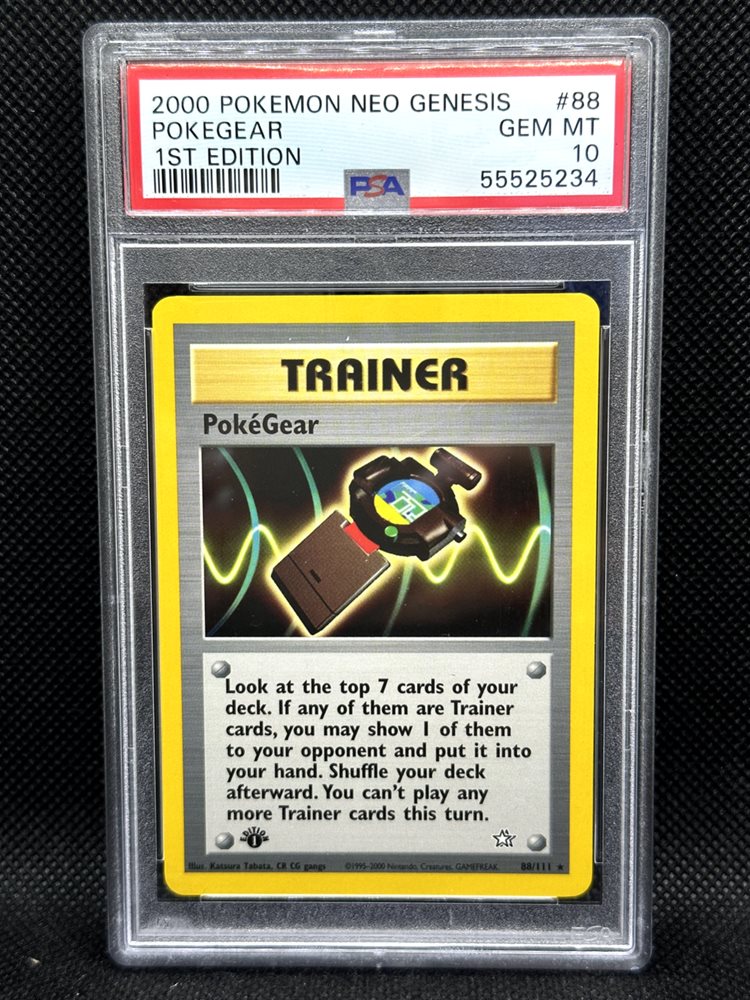 2000 POKEMON NEO GENESIS #88
POKEGEAR GEM MT
1ST EDITION 10
PSA 55525234
TRAINER
PokéGear
Look at the top 7 cards of your
deck. If any of them are Trainer
cards, you may show 1 of them
to your opponent and put it into
your hand. Shuffle your deck
afterward. You can't play any
more Trainer cards this turn.
EDITION 1
Illus. Katsura Tabata, CR CG gangs ©1995-2000 Nintendo, Creatures, GAMEFREAK. 88/111 ★
PSA